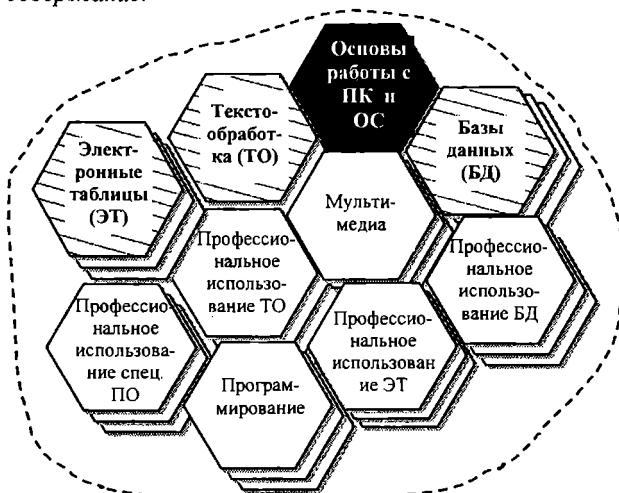 содержание.
Основы
работы с
ПК и
ОС
Тексто-
обработ-
ка (ТО)
Базы
данных
(БД)
Элект-
ронные
таблицы
(ЭТ)
Мульти-
медиа
Профессио-
нальное
использо-
вание ТО
Профессио-
нальное
использо-
вание БД
Профессио-
нальное
использова-
ние спец.
ПО
Профессио-
нальное
использован
ие ЭТ
Програм-
мирование